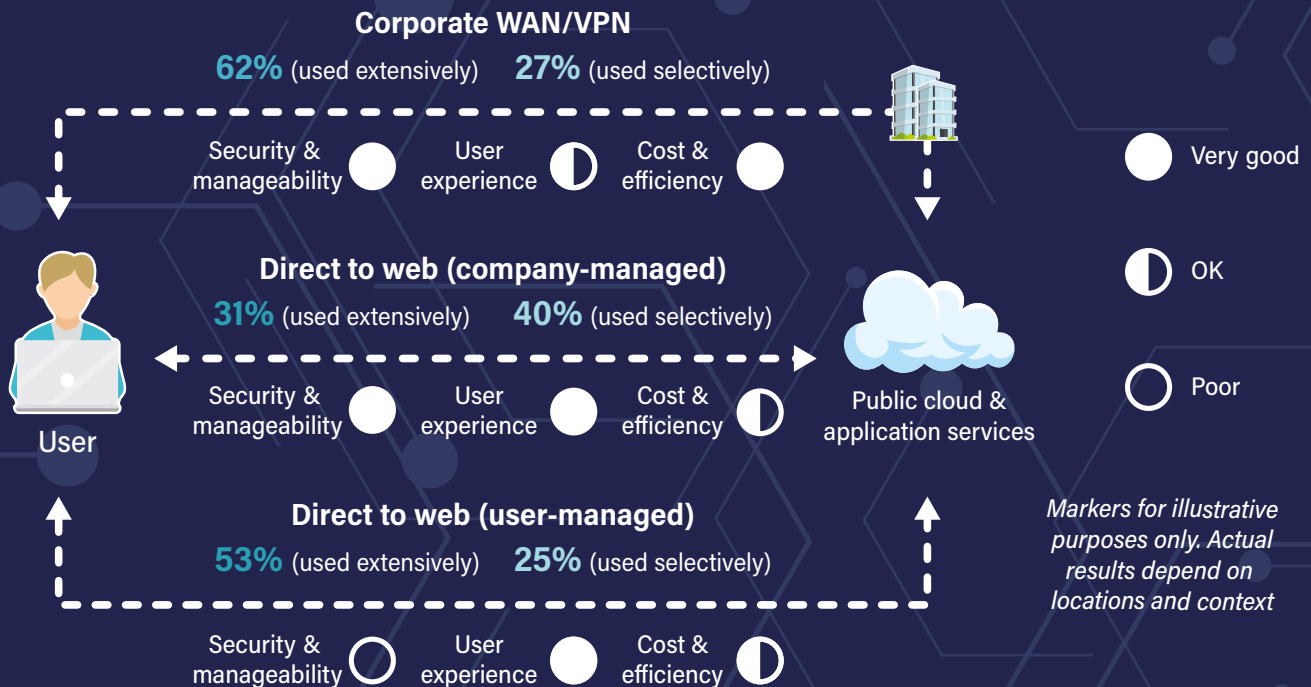 Corporate WAN/VPN
62% (used extensively) 27% (used selectively)
Security &
manageability
User
experience
Cost &
efficiency
Very good
Direct to web (company-managed)
31% (used extensively) 40% (used selectively)
OK
Security &
manageability
User
experience
Cost &
efficiency
Poor
User
Public cloud &
application services
Direct to web (user-managed)
53% (used extensively) 25% (used selectively)
Security &
manageability
User
experience
Cost &
efficiency
Markers for illustrative
purposes only. Actual
results depend on
locations and context